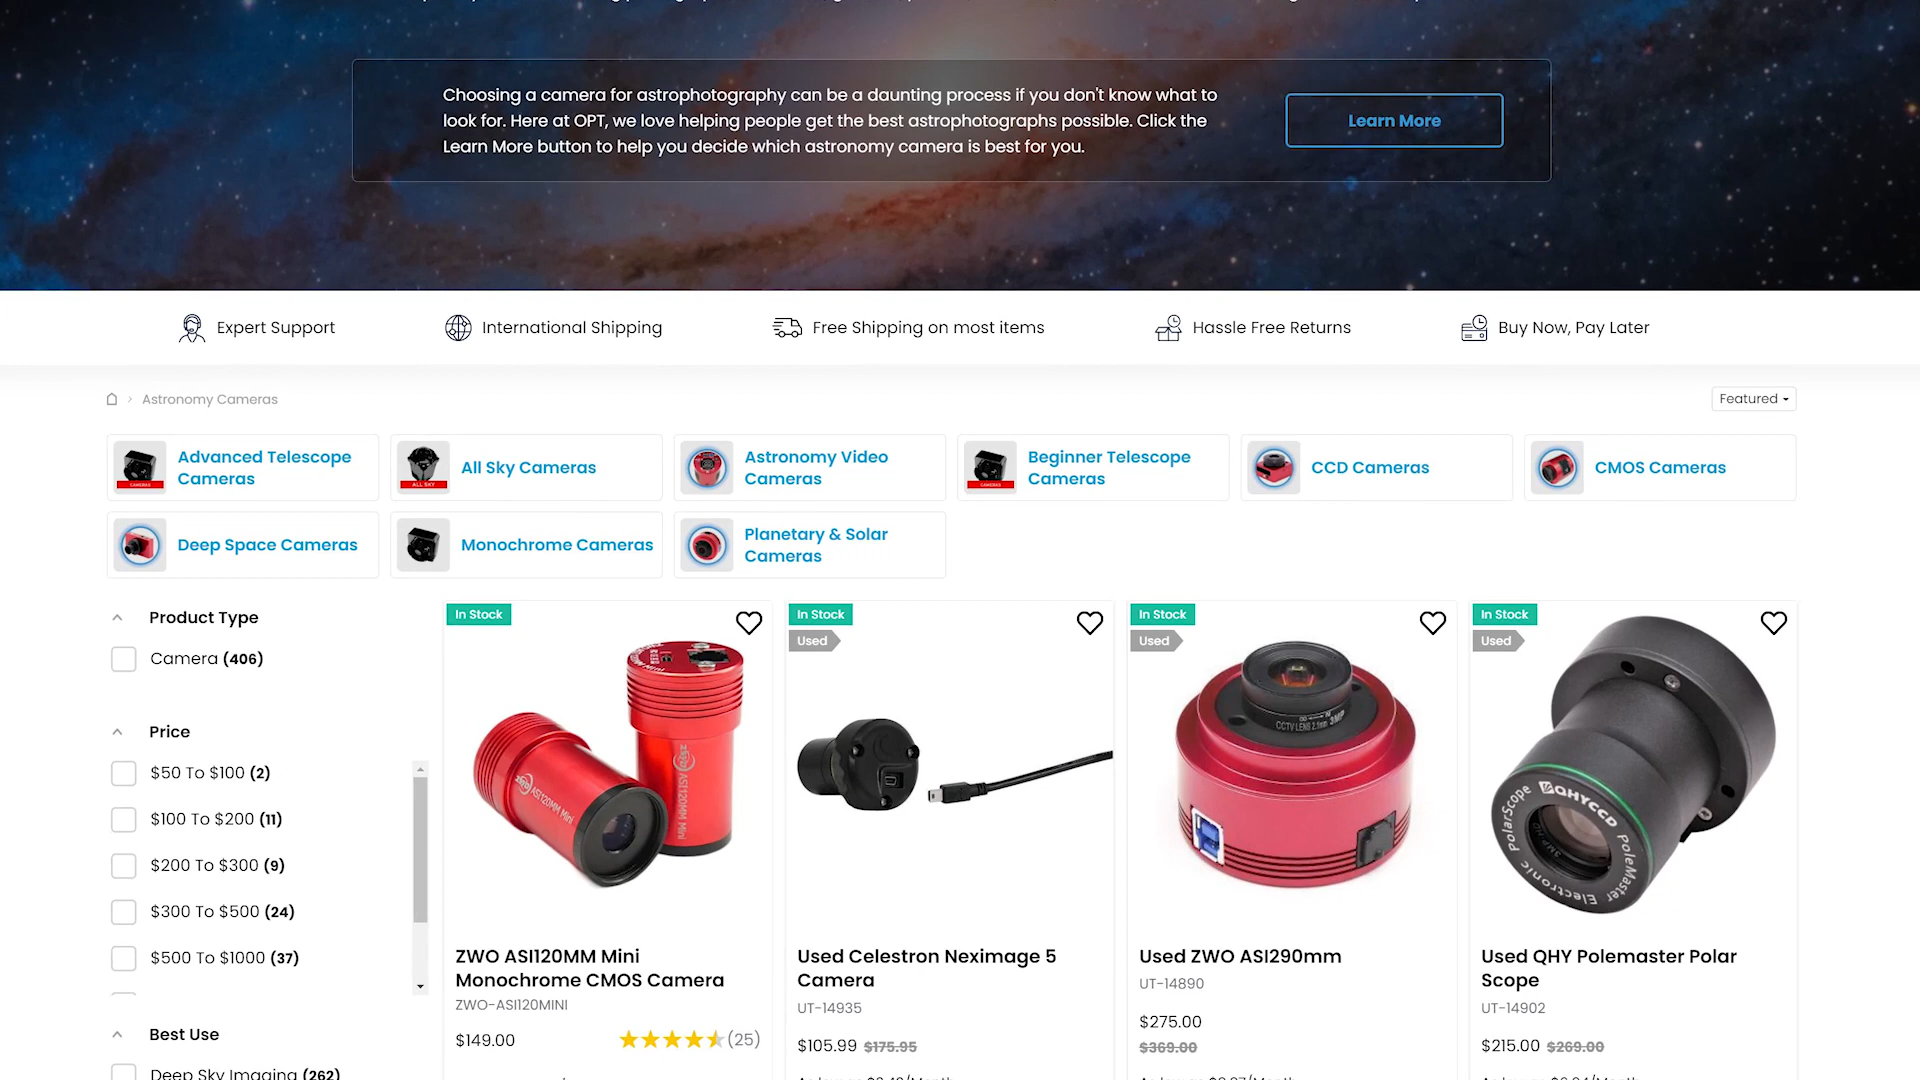 Choosing a camera for astrophotography can be a daunting process if you don't know what to
look for. Here at OPT, we love helping people get the best astrophotographs possible. Click the
Learn More button to help you decide which astronomy camera is best for you.
Learn More
Expert Support
International Shipping
Free Shipping on most items
Hassle Free Returns
Buy Now, Pay Later
Astronomy Cameras
Featured
Advanced Telescope
Cameras
All Sky Cameras
Astronomy Video
Cameras
Beginner Telescope
Cameras
CCD Cameras
CMOS Cameras
Deep Space Cameras
Monochrome Cameras
Planetary & Solar
Cameras
Product Type
Camera (406)
Price
$50 To $100 (2)
$100 To $200 (11)
$200 To $300 (9)
$300 To $500 (24)
$500 To $1000 (37)
Best Use
Deep Sky Imaging (262)
In Stock
ZWO ASI120MM Mini
Monochrome CMOS Camera
ZWO-ASI120MINI
$149.00
(25)
In Stock
Used
Used Celestron Neximage 5
Camera
UT-14935
$105.99 $175.95
In Stock
Used
CCTV LENS 2.1mm 3MP
Used ZWO ASI290mm
UT-14890
$275.00
$369.00
In Stock
Used
QHYCCD PoleMaster Electronic PolarScope
Used QHY Polemaster Polar
Scope
UT-14902
$215.00 $269.00